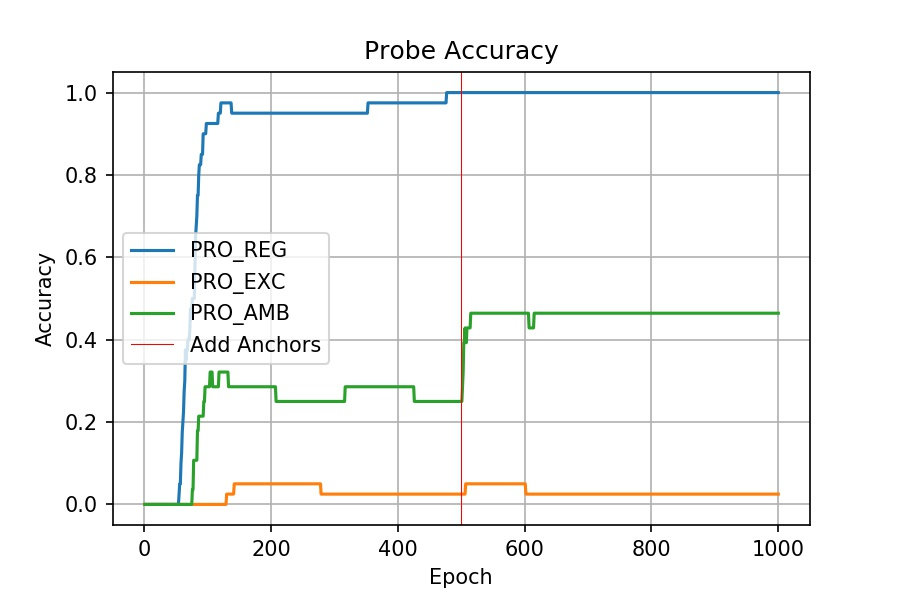 Probe Accuracy
1.0
0.8
0.6
0.4
0.2
0.0
Accuracy
PRO_REG
PRO_EXC
PRO_AMB
Add Anchors
0 200 400 600 800 1000
Epoch